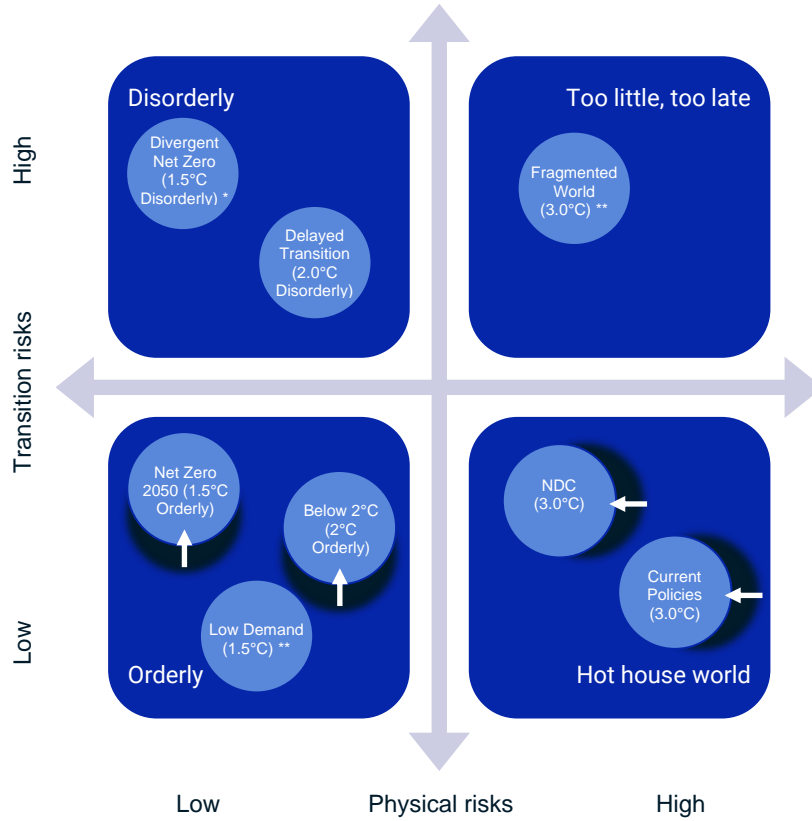 Disorderly
Divergent
Net Zero
(1.5°C
Disorderly) *
Delayed
Transition
(2.0°C
Disorderly)
Too little, too late
Fragmented
World
(3.0°C) **
High
Transition risks
Low
Net Zero
2050 (1.5°C
Orderly)
Below 2°C
(2°C
Orderly)
Low Demand
(1.5°C) **
Orderly
NDC
(3.0°C)
Current
Policies
(3.0°C)
Hot house world
Low
Physical risks
High